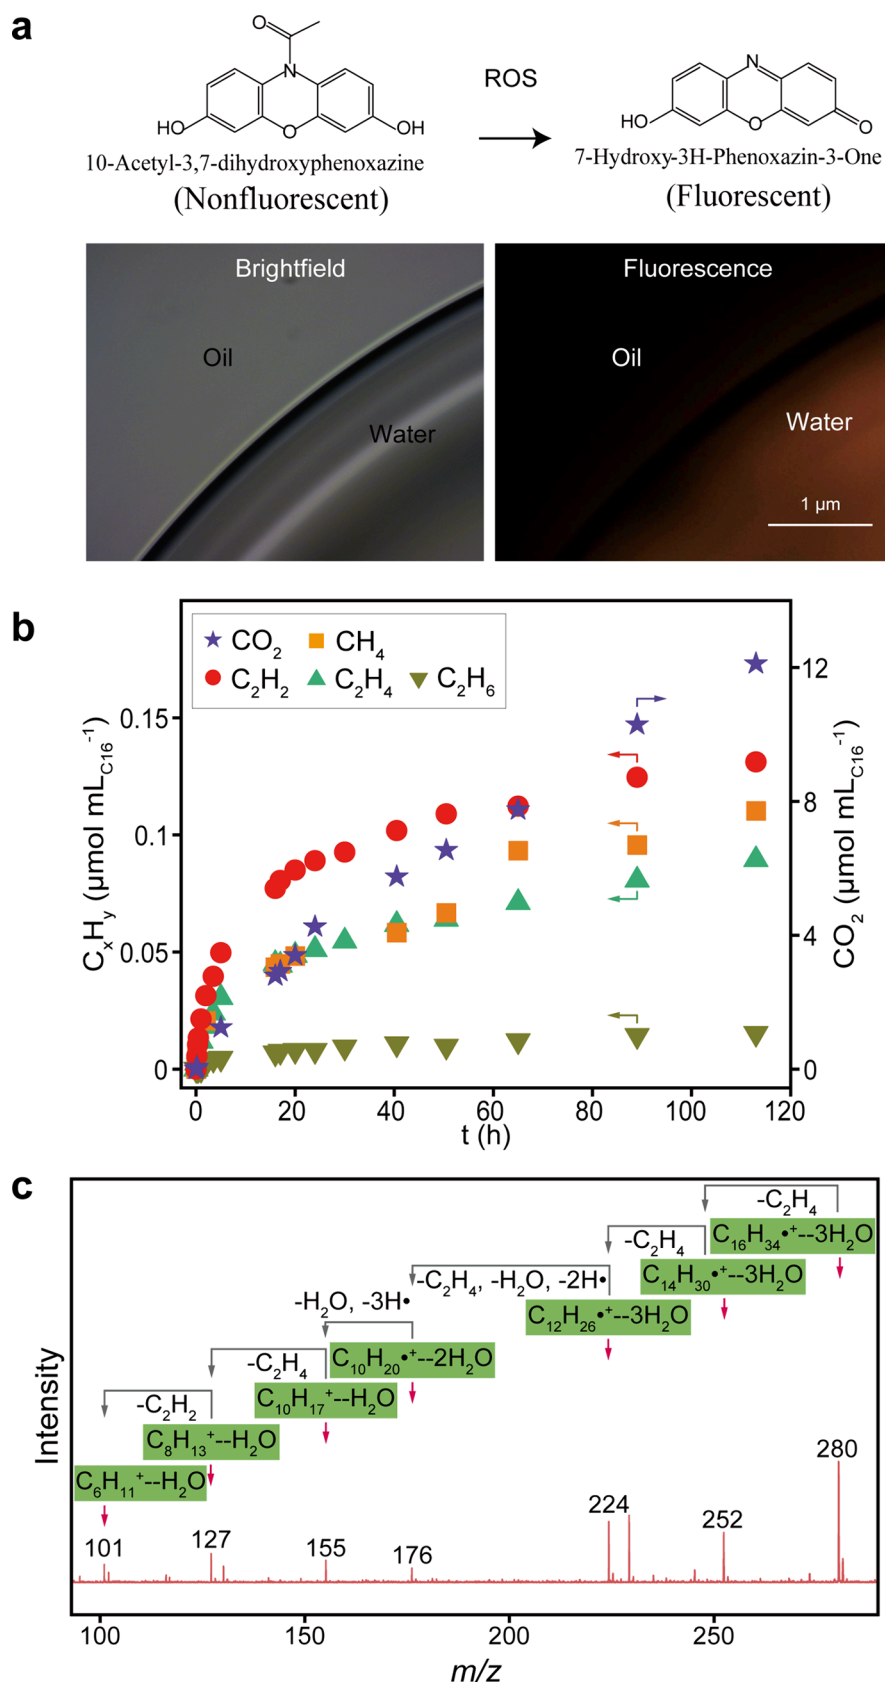 a
O
N
HO
O
OH
10-Acetyl-3,7-dihydroxyphenoxazine
(Nonfluorescent)
ROS
N
HO
O
O
7-Hydroxy-3H-Phenoxazin-3-One
(Fluorescent)
Brightfield
Oil
Water
Fluorescence
Oil
Water
1 μm
b
CO₂ CH₄
C₂H₂ C₂H₄ C₂H₆
CₓHᵧ (μmol mL_C16⁻¹)
0.15
0.1
0.05
0
CO₂ (μmol mL_C16⁻¹)
12
8
4
0
0 20 40 60 80 100 120
t (h)
c
-C₂H₄
C₁₆H₃₄•⁺--3H₂O
-C₂H₄
C₁₄H₃₀•⁺--3H₂O
-C₂H₄, -H₂O, -2H•
C₁₂H₂₆•⁺--3H₂O
-H₂O, -3H•
C₁₀H₂₀•⁺--2H₂O
-C₂H₄
C₁₀H₁₇⁺--H₂O
-C₂H₂
C₈H₁₃⁺--H₂O
C₆H₁₁⁺--H₂O
Intensity
101 127 155 176 224 252 280
100 150 200 250
m/z